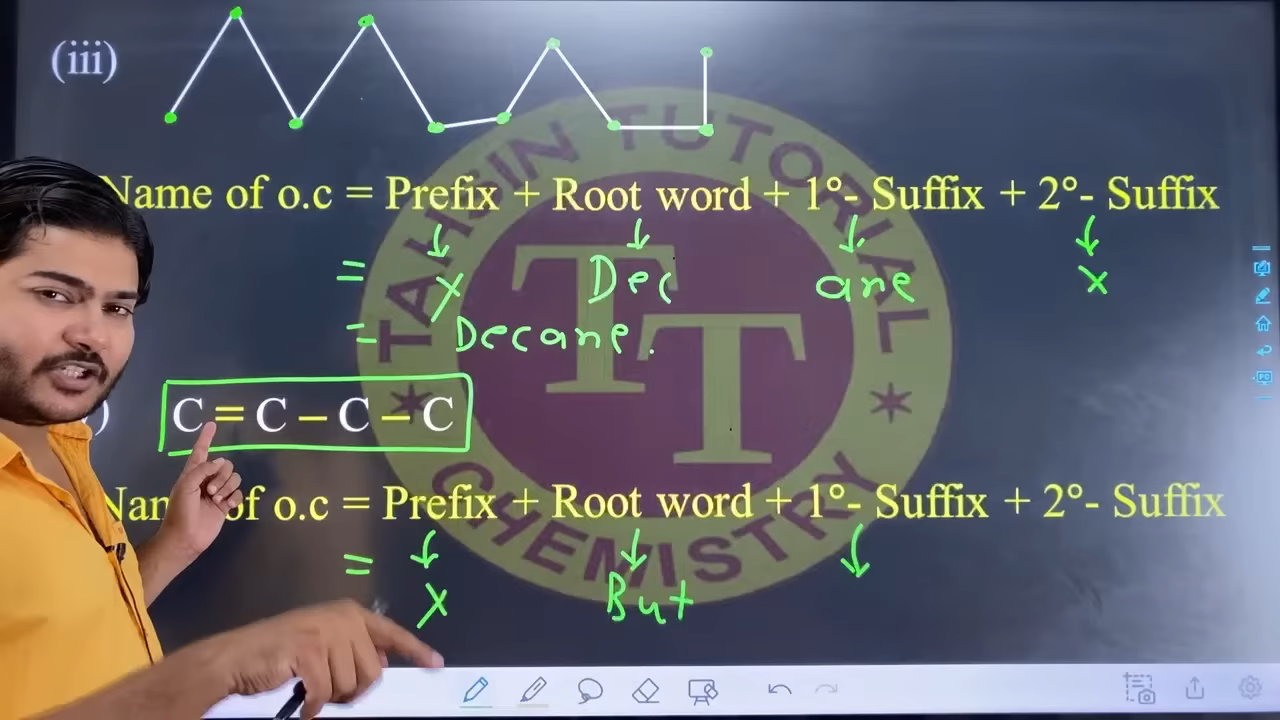 (iii)
Name of o.c = Prefix + Root word + 1°- Suffix + 2°- Suffix
= x Dec ane x
= Decane.
) C = C – C – C
Name of o.c = Prefix + Root word + 1°- Suffix + 2°- Suffix
= x But
TAHSIN TUTORIAL
TT
CHEMISTRY